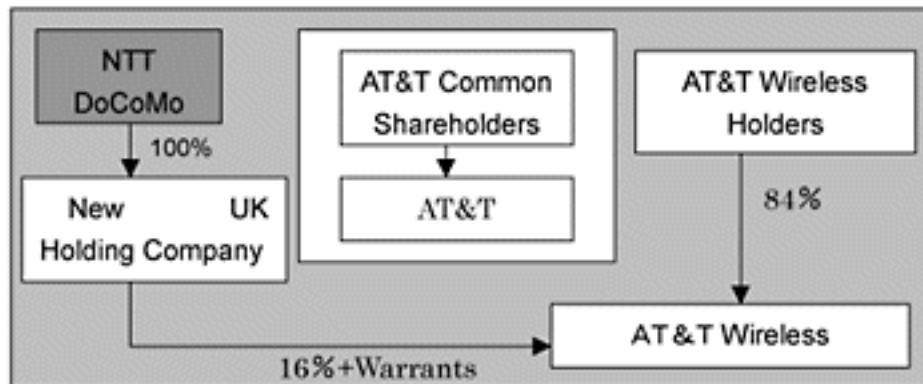 NTT
DoCoMo
100%
New UK
Holding Company
AT&T Common
Shareholders
AT&T
AT&T Wireless
Holders
84%
AT&T Wireless
16%+Warrants